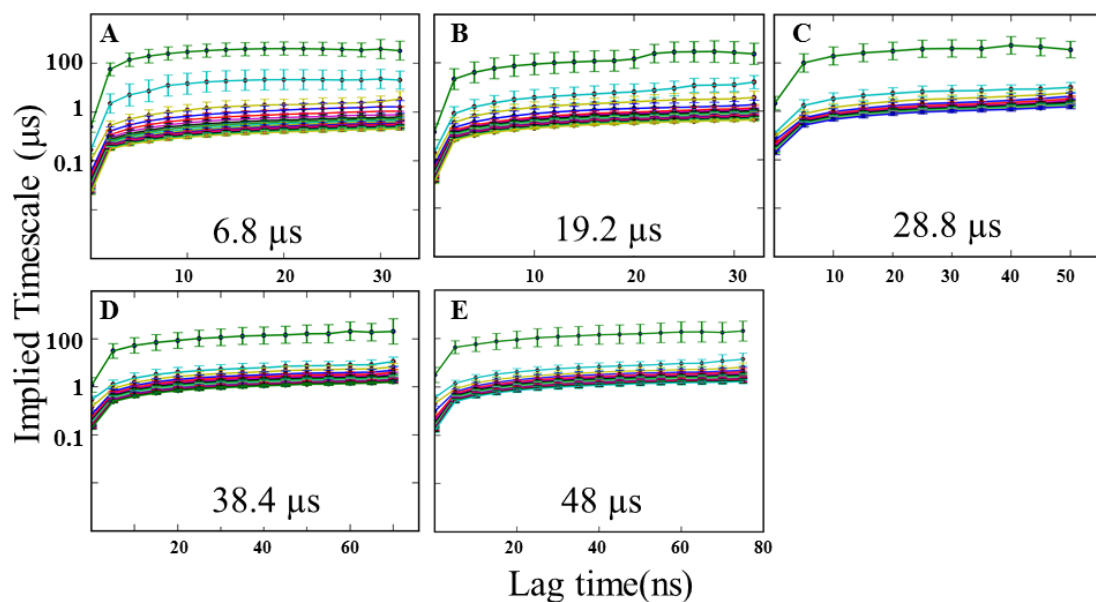 A
B
C
100
1
0.1
6.8 µs
19.2 µs
28.8 µs
10 20 30
10 20 30
10 20 30 40 50
Implied Timescale (µs)
D
E
100
1
0.1
38.4 µs
48 µs
20 40 60
20 40 60 80
Lag time(ns)